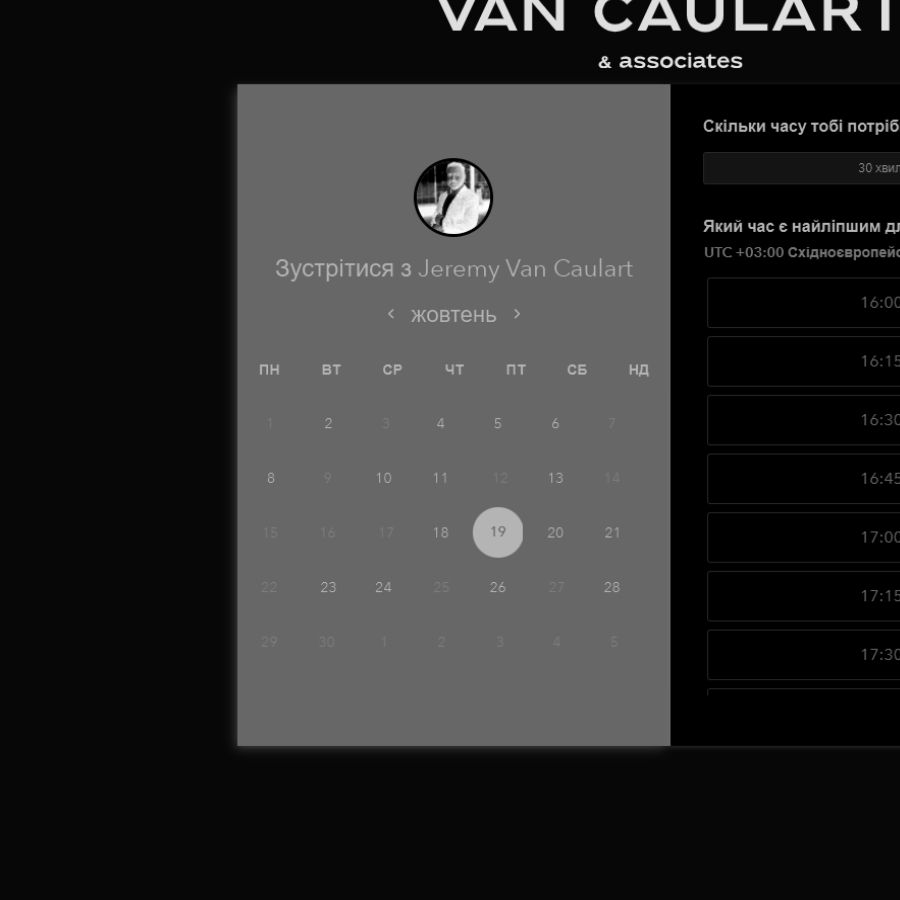 VAN CAULART
& associates
Зустрітися з Jeremy Van Caulart
< жовтень >
ПН ВТ СР ЧТ ПТ СБ НД
1 2 3 4 5 6 7
8 9 10 11 12 13 14
15 16 17 18 19 20 21
22 23 24 25 26 27 28
29 30 1 2 3 4 5
Скільки часу тобі потріб
30 хвил
Який час є найліпшим дл
UTC +03:00 Східноєвропейс
16:00
16:15
16:30
16:45
17:00
17:15
17:30